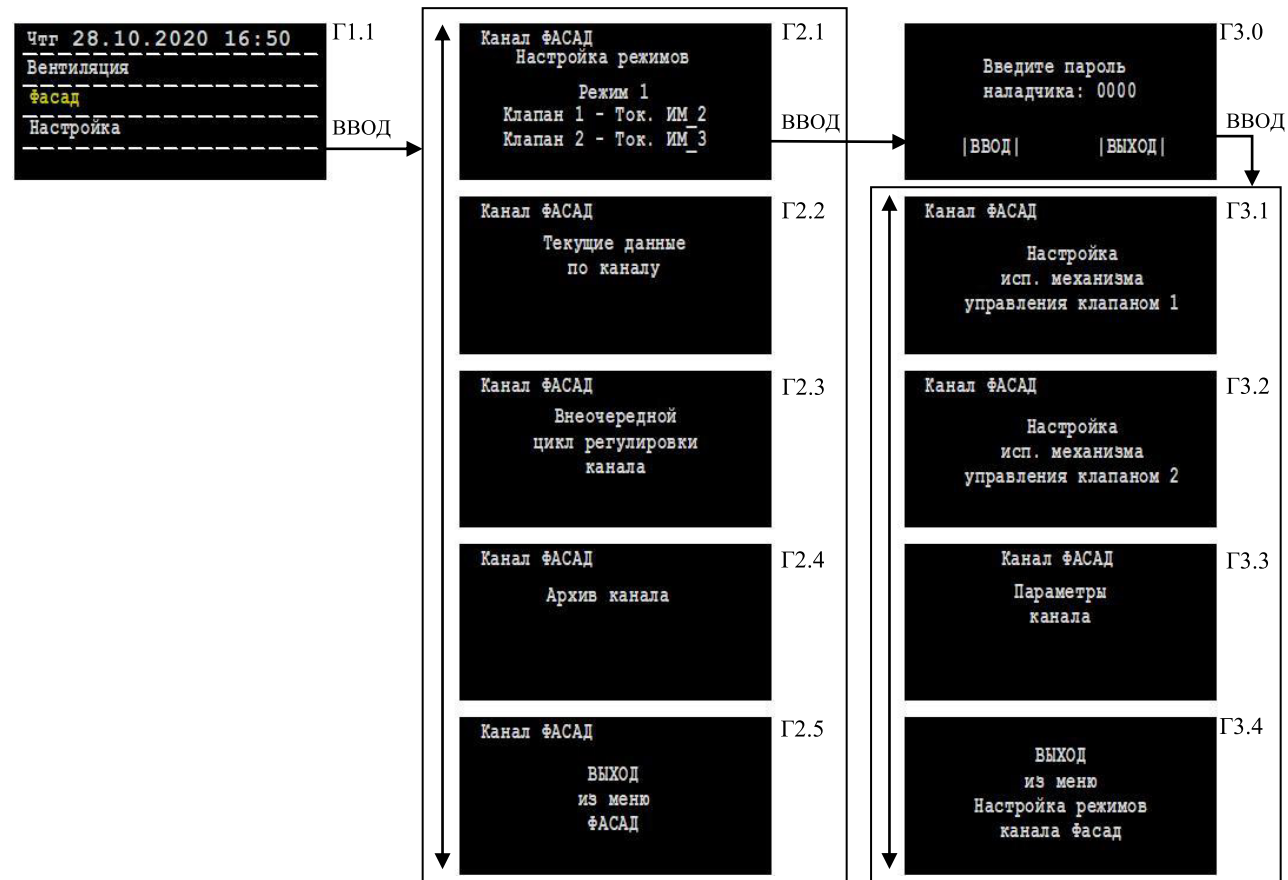 Чтг 28.10.2020 16:50
Вентиляция
Фасад
Настройка
Г1.1
ВВОД
Канал ФАСАД
Настройка режимов
Режим 1
Клапан 1 - Ток. ИМ_2
Клапан 2 - Ток. ИМ_3
Г2.1
ВВОД
Канал ФАСАД
Текущие данные
по каналу
Г2.2
Канал ФАСАД
Внеочередной
цикл регулировки
канала
Г2.3
Канал ФАСАД
Архив канала
Г2.4
Канал ФАСАД
ВЫХОД
из меню
ФАСАД
Г2.5
Введите пароль
наладчика: 0000
|ВВОД| |ВЫХОД|
Г3.0
ВВОД
Канал ФАСАД
Настройка
исп. механизма
управления клапаном 1
Г3.1
Канал ФАСАД
Настройка
исп. механизма
управления клапаном 2
Г3.2
Канал ФАСАД
Параметры
канала
Г3.3
ВЫХОД
из меню
Настройка режимов
канала Фасад
Г3.4